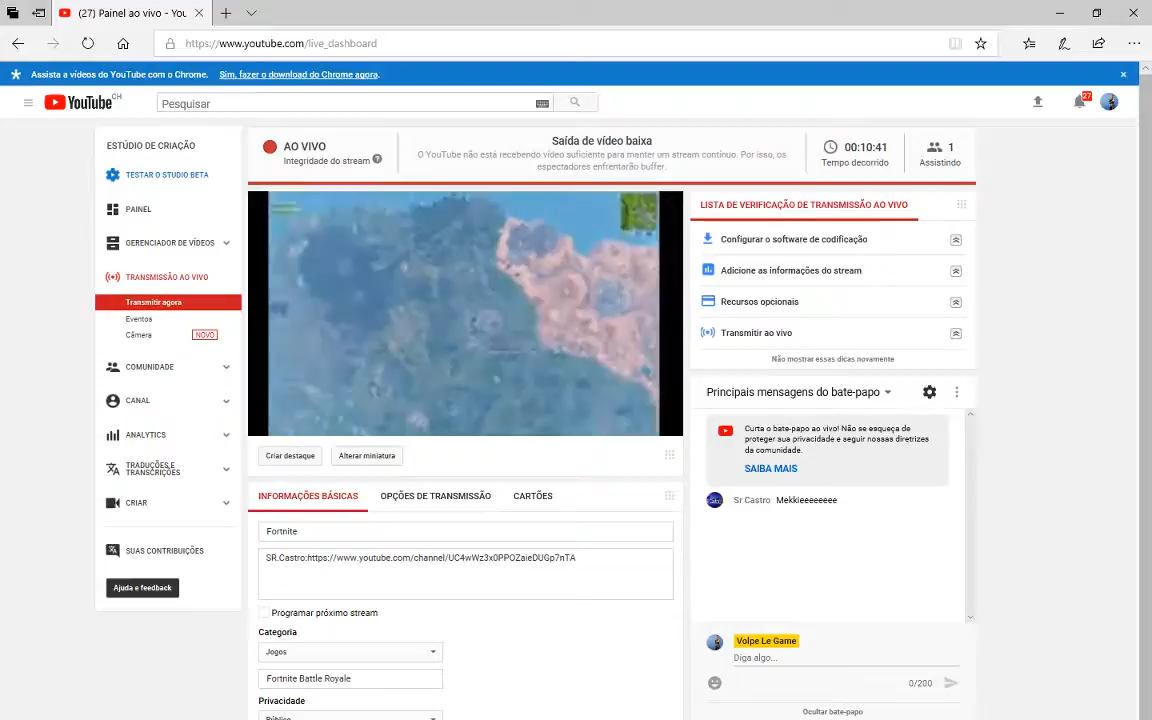 (27) Painel ao vivo - You
https://www.youtube.com/live_dashboard
Assista a vídeos do YouTube com o Chrome. Sim, fazer o download do Chrome agora.
YouTube CH
Pesquisar
27
ESTÚDIO DE CRIAÇÃO
TESTAR O STUDIO BETA
PAINEL
GERENCIADOR DE VÍDEOS
TRANSMISSÃO AO VIVO
Transmitir agora
Eventos
Câmera NOVO
COMUNIDADE
CANAL
ANALYTICS
TRADUÇÕES E
TRANSCRIÇÕES
CRIAR
SUAS CONTRIBUIÇÕES
Ajuda e feedback
AO VIVO
Integridade do stream ?
Saída de vídeo baixa
O YouTube não está recebendo vídeo suficiente para manter um stream contínuo. Por isso, os
espectadores enfrentarão buffer.
00:10:41
Tempo decorrido
1
Assistindo
Criar destaque
Alterar miniatura
INFORMAÇÕES BÁSICAS
OPÇÕES DE TRANSMISSÃO
CARTÕES
Fortnite
SR.Castro:https://www.youtube.com/channel/UC4wWz3x0PPOZaieDUGp7nTA
Programar próximo stream
Categoria
Jogos
Fortnite Battle Royale
Privacidade
Público
LISTA DE VERIFICAÇÃO DE TRANSMISSÃO AO VIVO
Configurar o software de codificação
Adicione as informações do stream
Recursos opcionais
Transmitir ao vivo
Não mostrar essas dicas novamente
Principais mensagens do bate-papo
Curta o bate-papo ao vivo! Não se esqueça de
proteger sua privacidade e seguir nossas diretrizes
da comunidade.
SAIBA MAIS
Sr Castro Mekkieeeeeeee
Volpe Le Game
Diga algo...
0/200
Ocultar bate-papo